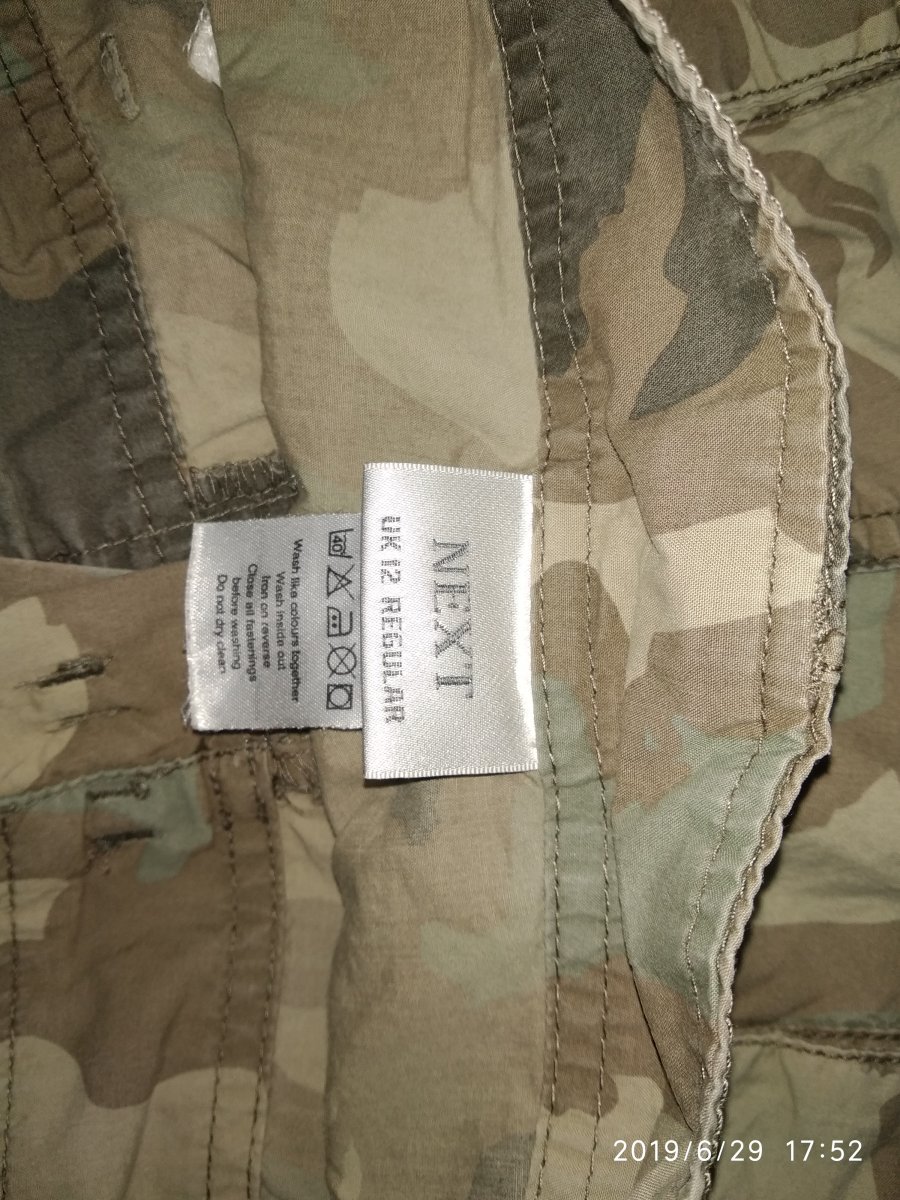 NEXT
UK 12 REGULAR
40
Wash like colours together
Wash inside out
Iron on reverse
Close all fastenings
before washing
Do not dry clean
2019/6/29 17:52